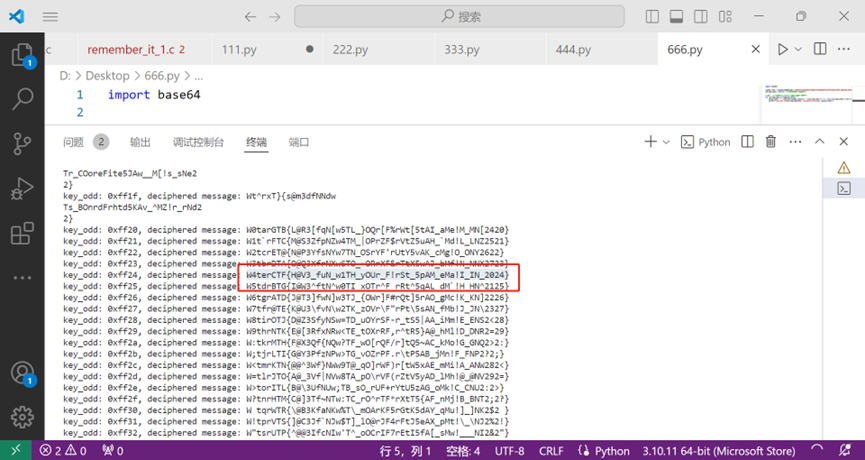 搜索
c
remember_it_1.c 2
111.py
222.py
333.py
444.py
666.py
D: > Desktop > 666.py > ...
1 import base64
2
问题 2 输出 调试控制台 终端 端口
Python
Tr_COoreFite5JAw__M[!s_sNe2
2}
key_odd: 0xff1f, deciphered message: Wt^rxT}{s@m3dfNNdw
Ts_BOnrdFrhtd5KAv_^MZ!r_rNd2
2}
key_odd: 0xff20, deciphered message: W0tarGTB{L@R3[fqN[w5TL_}OQr[F%rWt[5tAI_aMe!M_MN[2420}
key_odd: 0xff21, deciphered message: W1t`rFTC{M@S3ZfpNZw4TM_|OPrZF$rVtZ5uAH_`Md!L_LNZ2521}
key_odd: 0xff22, deciphered message: W2tcrET@{N@P3YfsNYw7TN_OSrYF'rUtY5vAK_cMg!O_ONY2622}
key_odd: 0xff24, deciphered message: W4terCTF{H@V3_fuN_w1TH_yOUr_F!rSt_5pAM_eMa!I_IN_2024}
key_odd: 0xff25, deciphered message: W5tdrBTG{I@W3^ftN^w0TI_xOTr^F rRt^5qAL_dM`!H_HN^2125}
key_odd: 0xff26, deciphered message: W6tgrATD{J@T3]fwN]w3TJ_{OWr]F#rQt]5rAO_gMc!K_KN]2226}
key_odd: 0xff27, deciphered message: W7tfr@TE{K@U3\fvN\w2TK_zOVr\F"rPt\5sAN_fMb!J_JN\2327}
key_odd: 0xff28, deciphered message: W8tirOTJ{D@Z3SfyNSw=TD_uOYrSF-r_tS5|AA_iMm!E_ENS2<28}
key_odd: 0xff29, deciphered message: W9thrNTK{E@[3RfxNRw<TE_tOXrRF,r^tR5}A@_hMl!D_DNR2=29}
key_odd: 0xff2a, deciphered message: W:tkrMTH{F@X3Qf{NQw?TF_wO[rQF/r]tQ5~AC_kMo!G_GNQ2>2:}
key_odd: 0xff2b, deciphered message: W;tjrLTI{G@Y3PfzNPw>TG_vOZrPF.r\tP5AB_jMn!F_FNP2?2;}
key_odd: 0xff2c, deciphered message: W<tmrKTN{@@^3Wf}NWw9T@_qO]rWF)r[tW5xAE_mMi!A_ANW282<}
key_odd: 0xff2d, deciphered message: W=tlrJTO{A@_3Vf|NVw8TA_pO\rVF(rZtV5yAD_lMh!@_@NV292=}
key_odd: 0xff2e, deciphered message: W>torITL{B@\3UfNUw;TB_sO_rUF+rYtU5zAG_oMk!C_CNU2:2>}
key_odd: 0xff2f, deciphered message: W?tnrHTM{C@]3Tf~NTw:TC_rO^rTF*rXtT5{AF_nMj!B_BNT2;2?}
key_odd: 0xff30, deciphered message: W tqrWTR{\@B3KfaNKw%T\_mOArKF5rGtK5dAY_qMu!]_]NK2$2 }
key_odd: 0xff31, deciphered message: W!tprVTS{]@C3Jf`NJw$T]_lO@rJF4rFtJ5eAX_pMt!\_\NJ2%2!}
key_odd: 0xff32, deciphered message: W"tsrUTP{^@@3IfcNIw'T^_oOCrIF7rEtI5fA[_sMw!___NI2&2"}
2 0 0 行 5，列 1 空格: 4 UTF-8 CRLF Python 3.10.11 64-bit (Microsoft Store)